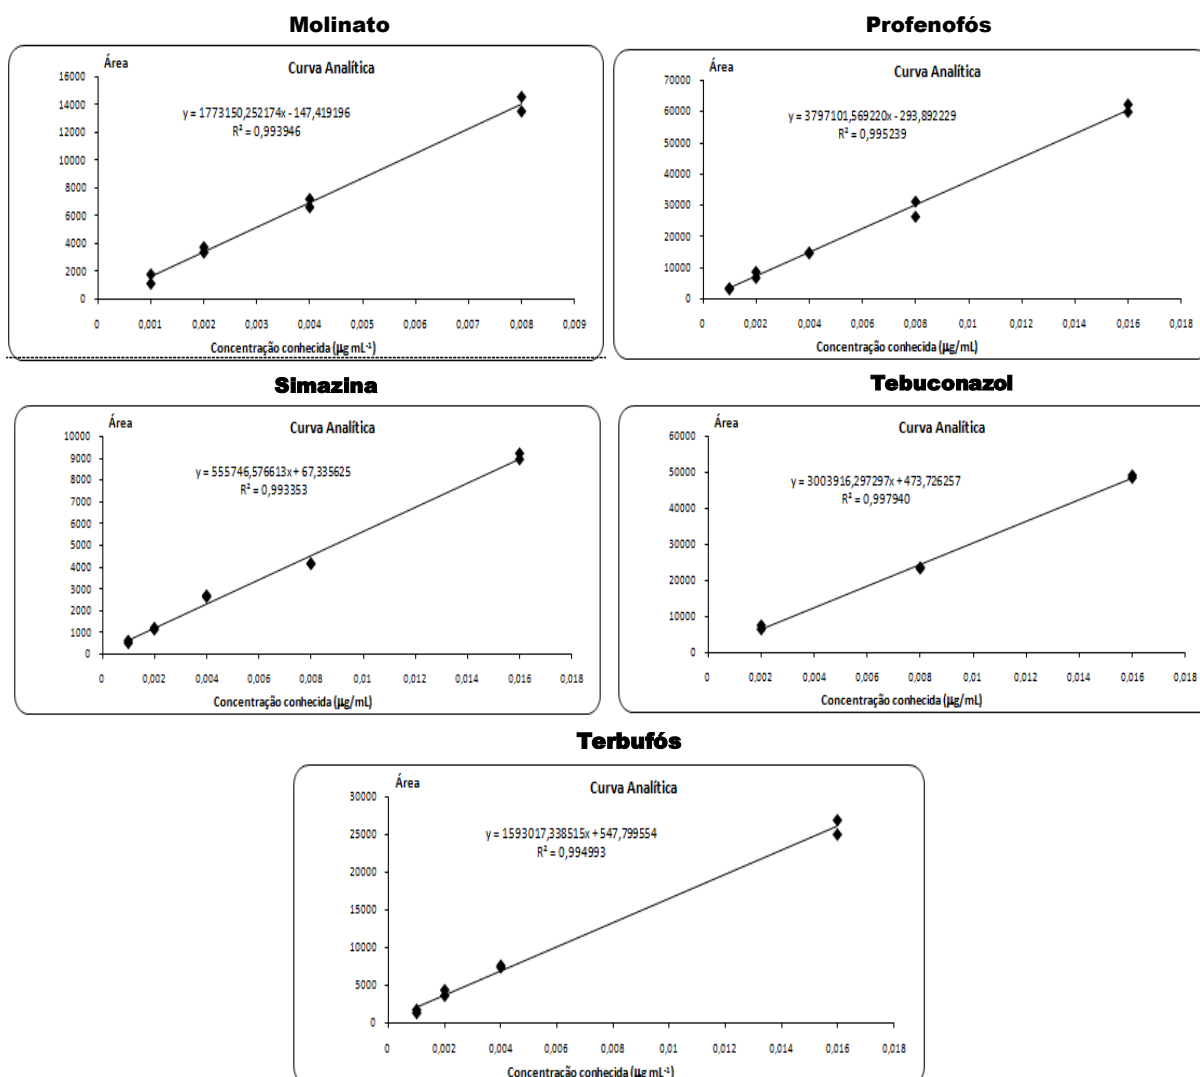 Molinato
Área
Curva Analítica
16000
14000
12000
10000
8000
6000
4000
2000
0
y = 1773150,252174x - 147,419196
R² = 0,993946
0 0,001 0,002 0,003 0,004 0,005 0,006 0,007 0,008 0,009
Concentração conhecida (µg mL⁻¹)
Profenofós
Área
Curva Analítica
70000
60000
50000
40000
30000
20000
10000
0
y = 3797101,569220x - 293,892229
R² = 0,995239
0 0,002 0,004 0,006 0,008 0,01 0,012 0,014 0,016 0,018
Concentração conhecida (µg/mL)
Simazina
Área
Curva Analítica
10000
9000
8000
7000
6000
5000
4000
3000
2000
1000
0
y = 555746,576613x + 67,335625
R² = 0,993353
0 0,002 0,004 0,006 0,008 0,01 0,012 0,014 0,016 0,018
Concentração conhecida (µg/mL)
Tebuconazol
Área
Curva Analítica
60000
50000
40000
30000
20000
10000
0
y = 3003916,297297x + 473,726257
R² = 0,997940
0 0,002 0,004 0,006 0,008 0,01 0,012 0,014 0,016 0,018
Concentração conhecida (µg/mL)
Terbufós
Área
Curva Analítica
30000
25000
20000
15000
10000
5000
0
y = 1593017,338515x + 547,799554
R² = 0,994993
0 0,002 0,004 0,006 0,008 0,01 0,012 0,014 0,016 0,018
Concentração conhecida (µg mL⁻¹)